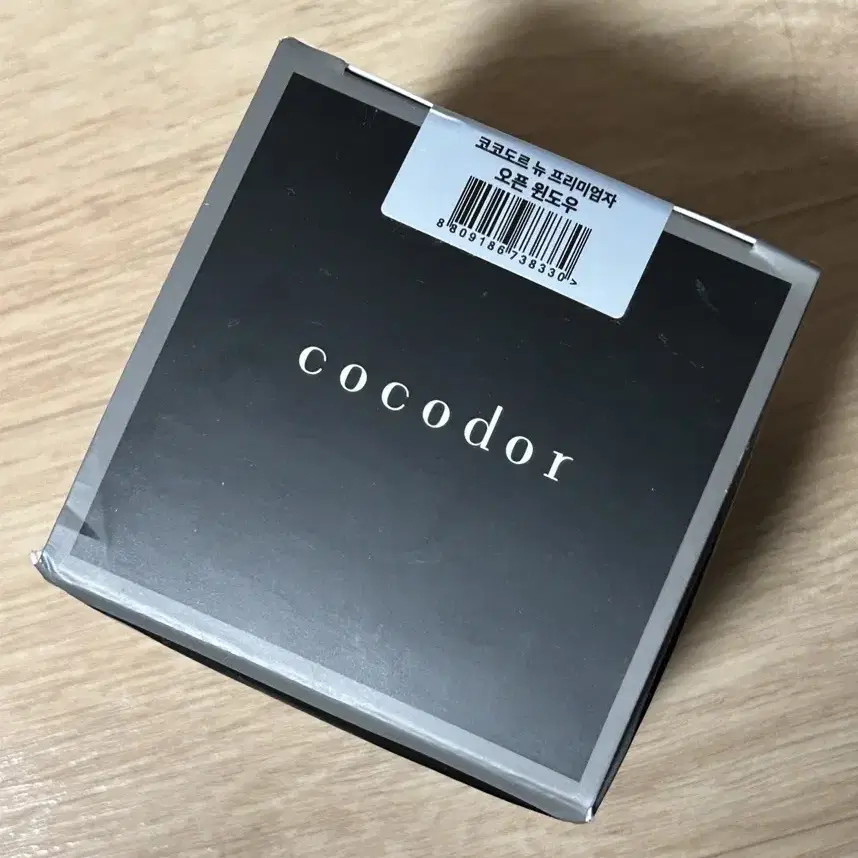 코코도르 뉴 프리미엄자
오픈 윈도우
8809186738330>
cocodor